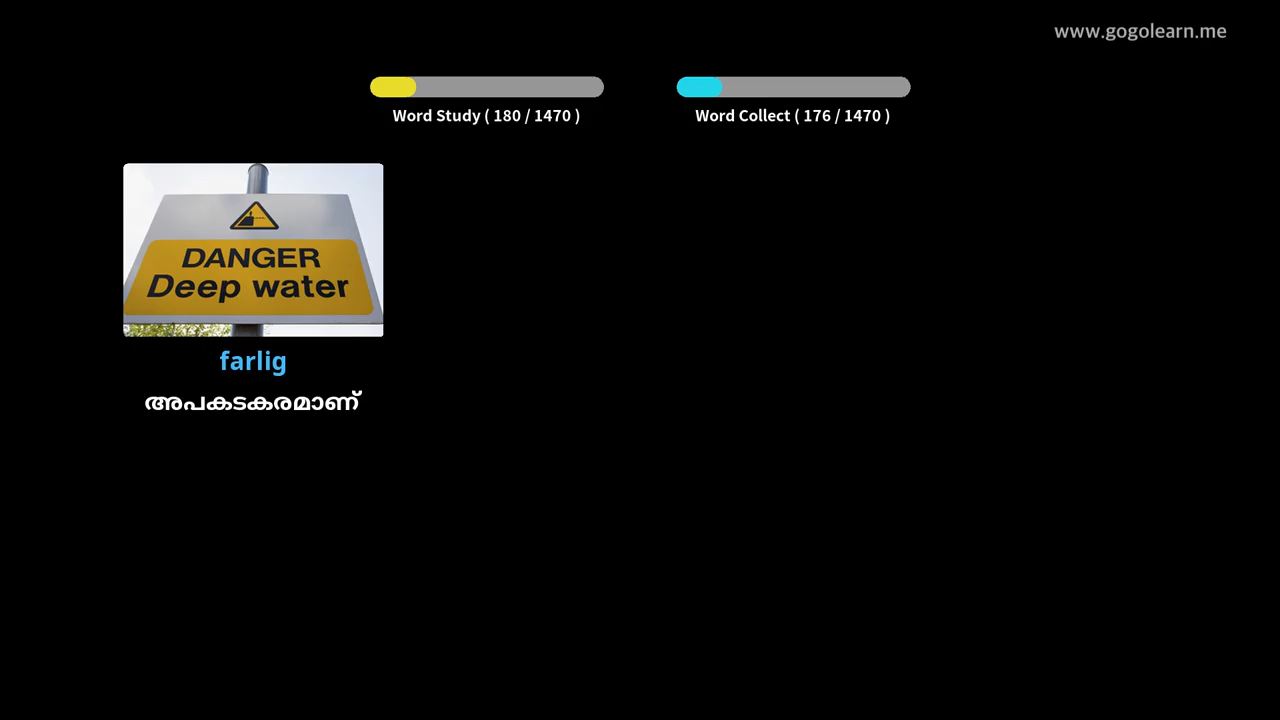 www.gogolearn.me
Word Study ( 180 / 1470 )
Word Collect ( 176 / 1470 )
DANGER
Deep water
farlig
അപകടകരമാണ്